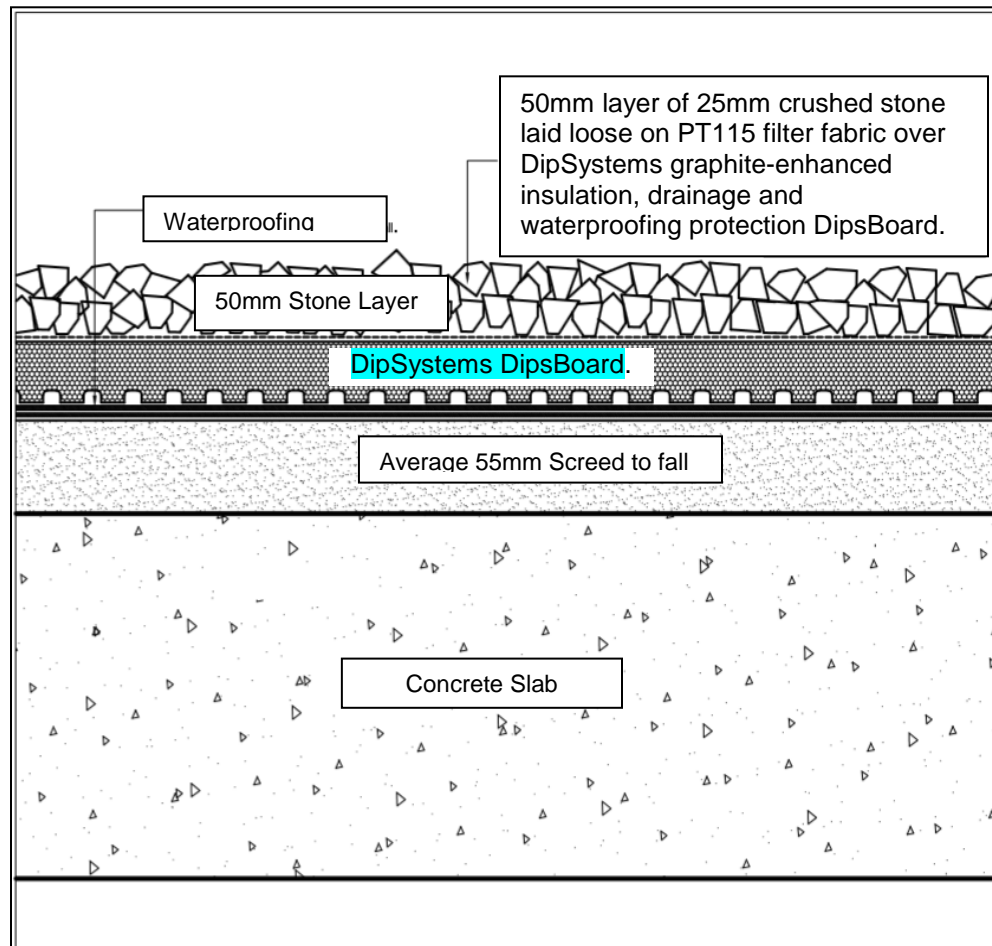 50mm layer of 25mm crushed stone
laid loose on PT115 filter fabric over
DipSystems graphite-enhanced
insulation, drainage and
waterproofing protection DipsBoard.
Waterproofing
50mm Stone Layer
DipSystems DipsBoard.
Average 55mm Screed to fall
Concrete Slab